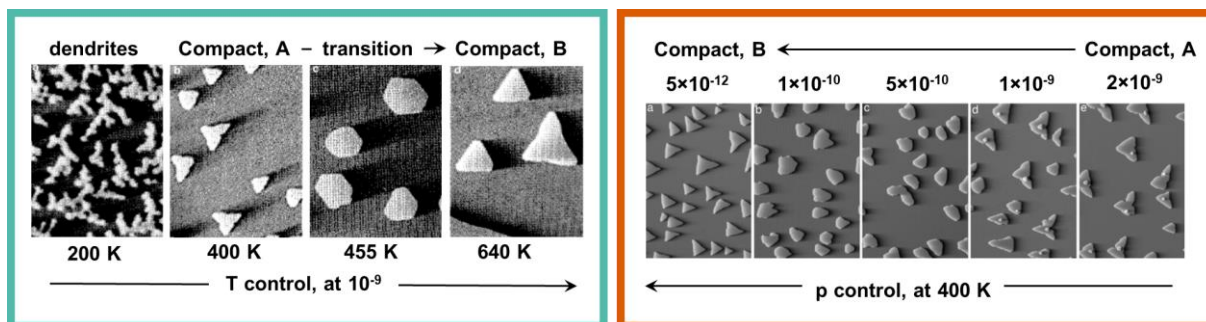 dendrites Compact, A – transition → Compact, B
a b c d
200 K 400 K 455 K 640 K
T control, at 10⁻⁹
Compact, B ← Compact, A
5×10⁻¹² 1×10⁻¹⁰ 5×10⁻¹⁰ 1×10⁻⁹ 2×10⁻⁹
a b c d e
p control, at 400 K